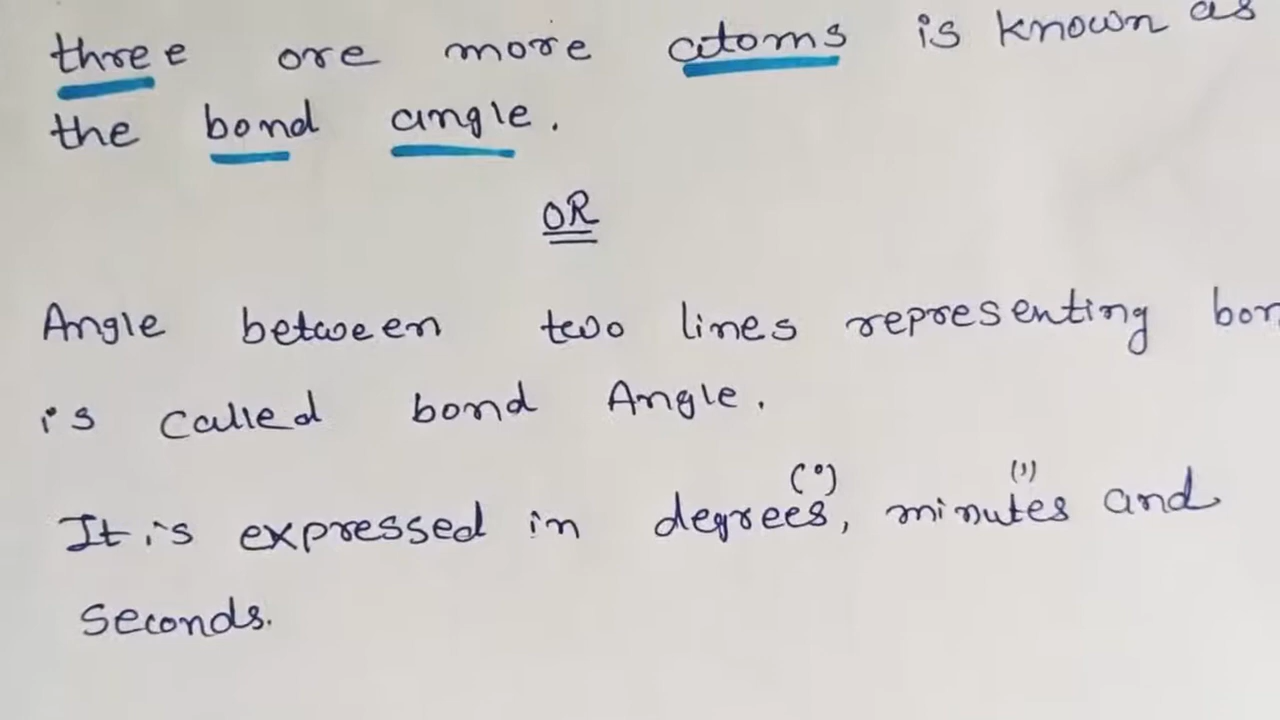 three ore more atoms is known as
the bond angle.
OR
Angle between two lines representing
is called bond Angle.
(°) (')
It is expressed in degrees, minutes and
seconds.